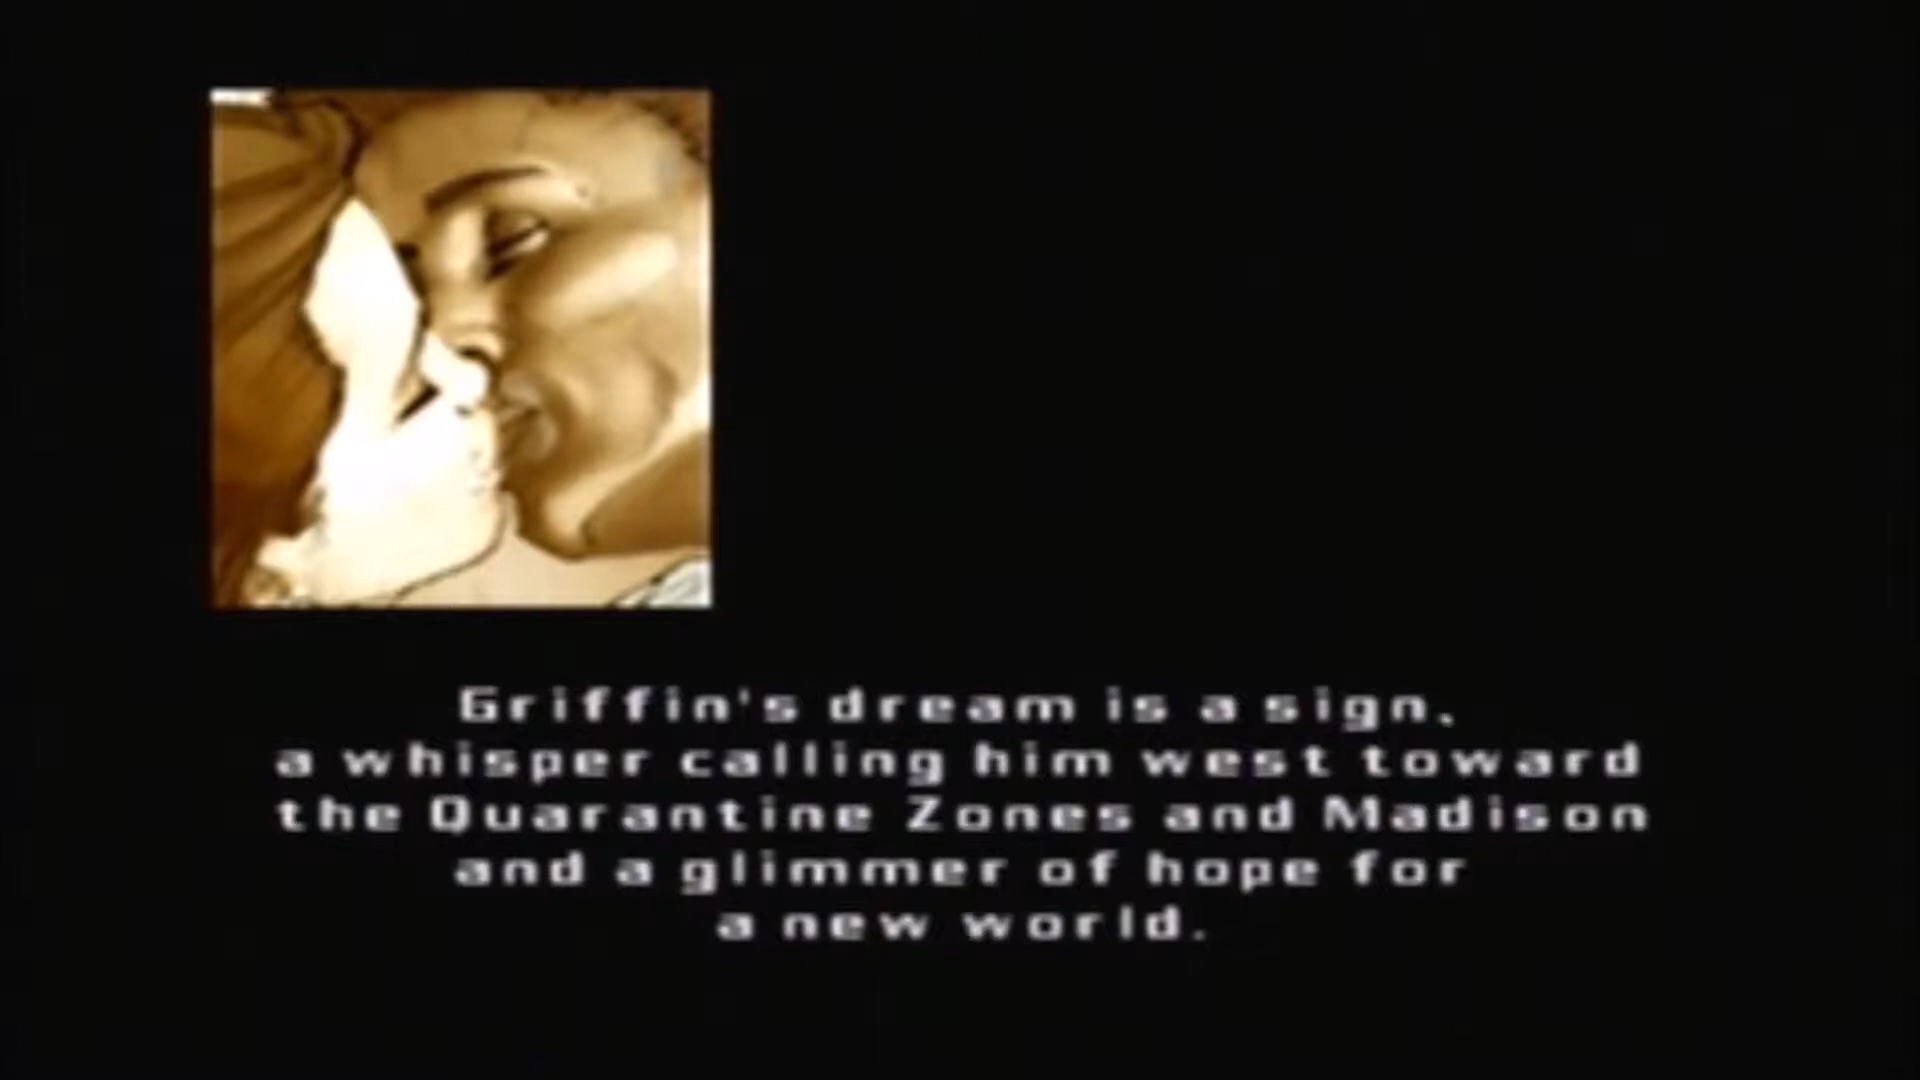 Griffin's dream is a sign,
a whisper calling him west toward
the Quarantine Zones and Madison
and a glimmer of hope for
a new world.